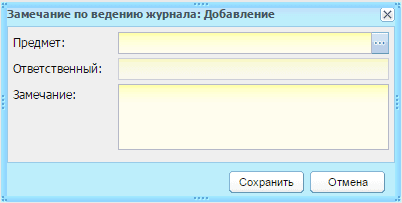 Замечание по ведению журнала: Добавление
Предмет:
...
Ответственный:
Замечание:
Сохранить Отмена